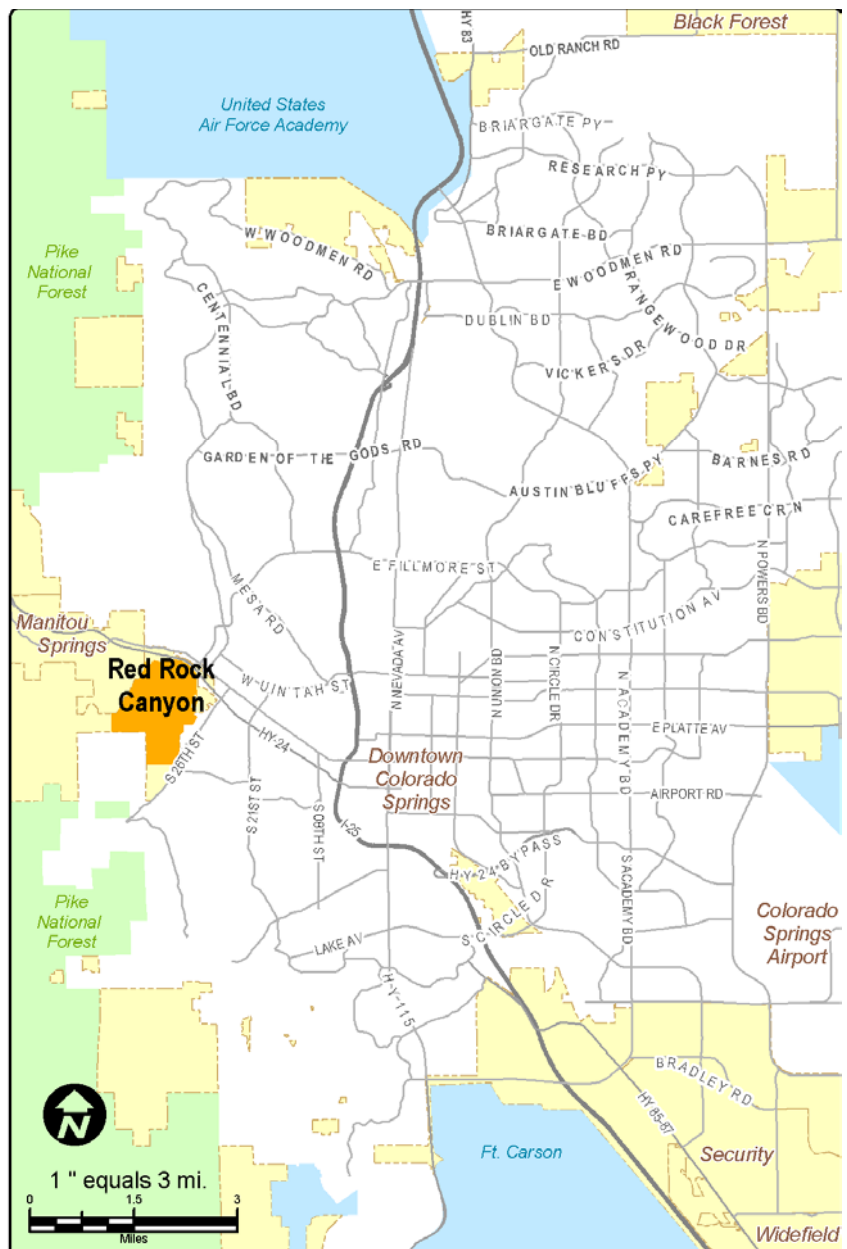 Black Forest
HY 83
OLD RANCH RD
United States
Air Force Academy
BRIARGATE PY
RESEARCH PY
BRIARGATE BD
W WOODMEN RD
E WOODMEN RD
Pike
National
Forest
CENTENNIAL BD
RANGEWOOD DR
DUBLIN BD
VICKERS DR
GARDEN OF THE GODS RD
BARNES RD
AUSTIN BLUFFS PY
CAREFREE CR N
N POWERS BD
E FILLMORE ST
MESA RD
CONSTITUTION AV
Manitou
Springs
Red Rock
Canyon
W UINTAH ST
N NEVADA AV
N UNION BD
N CIRCLE DR
N ACADEMY BD
E PLATTE AV
HY-24
S 26TH ST
Downtown
Colorado
Springs
S 21ST ST
S 08TH ST
I-25
AIRPORT RD
HY 24 BYPASS
S ACADEMY BD
Pike
National
Forest
S CIRCLE DR
LAKE AV
Colorado
Springs
Airport
HY-115
BRADLEY RD
HY 85-87
N
Ft. Carson
Security
1 " equals 3 mi.
0 1.5 3
Miles
Widefield